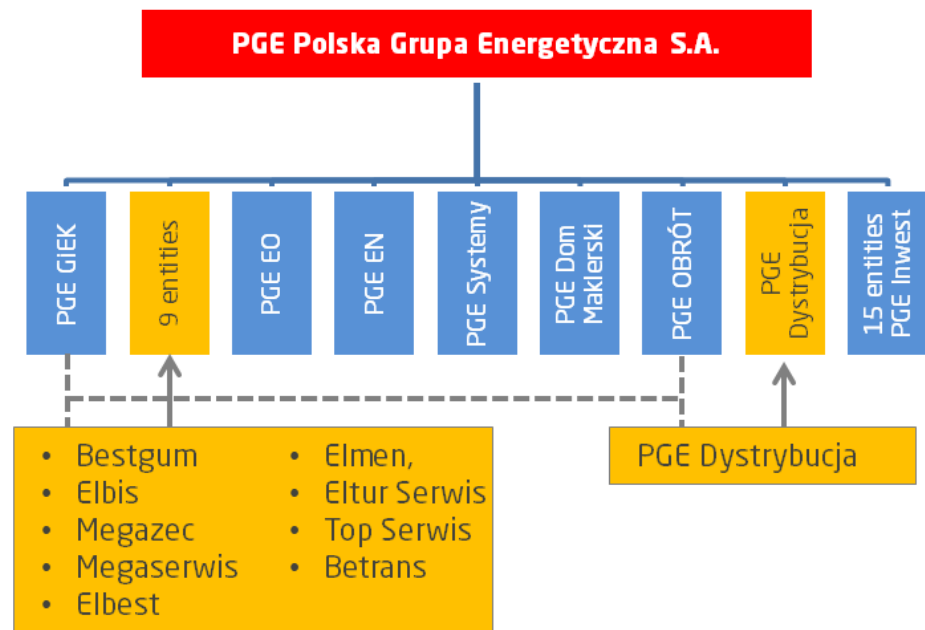 PGE Polska Grupa Energetyczna S.A.
PGE GiEK
9 entities
PGE EO
PGE EN
PGE Systemy
PGE Dom
Maklerski
PGE OBRÓT
PGE
Dystrybucja
15 entities
PGE Inwest
• Bestgum
• Elbis
• Megazec
• Megaserwis
• Elbest
• Elmen,
• Eltur Serwis
• Top Serwis
• Betrans
PGE Dystrybucja